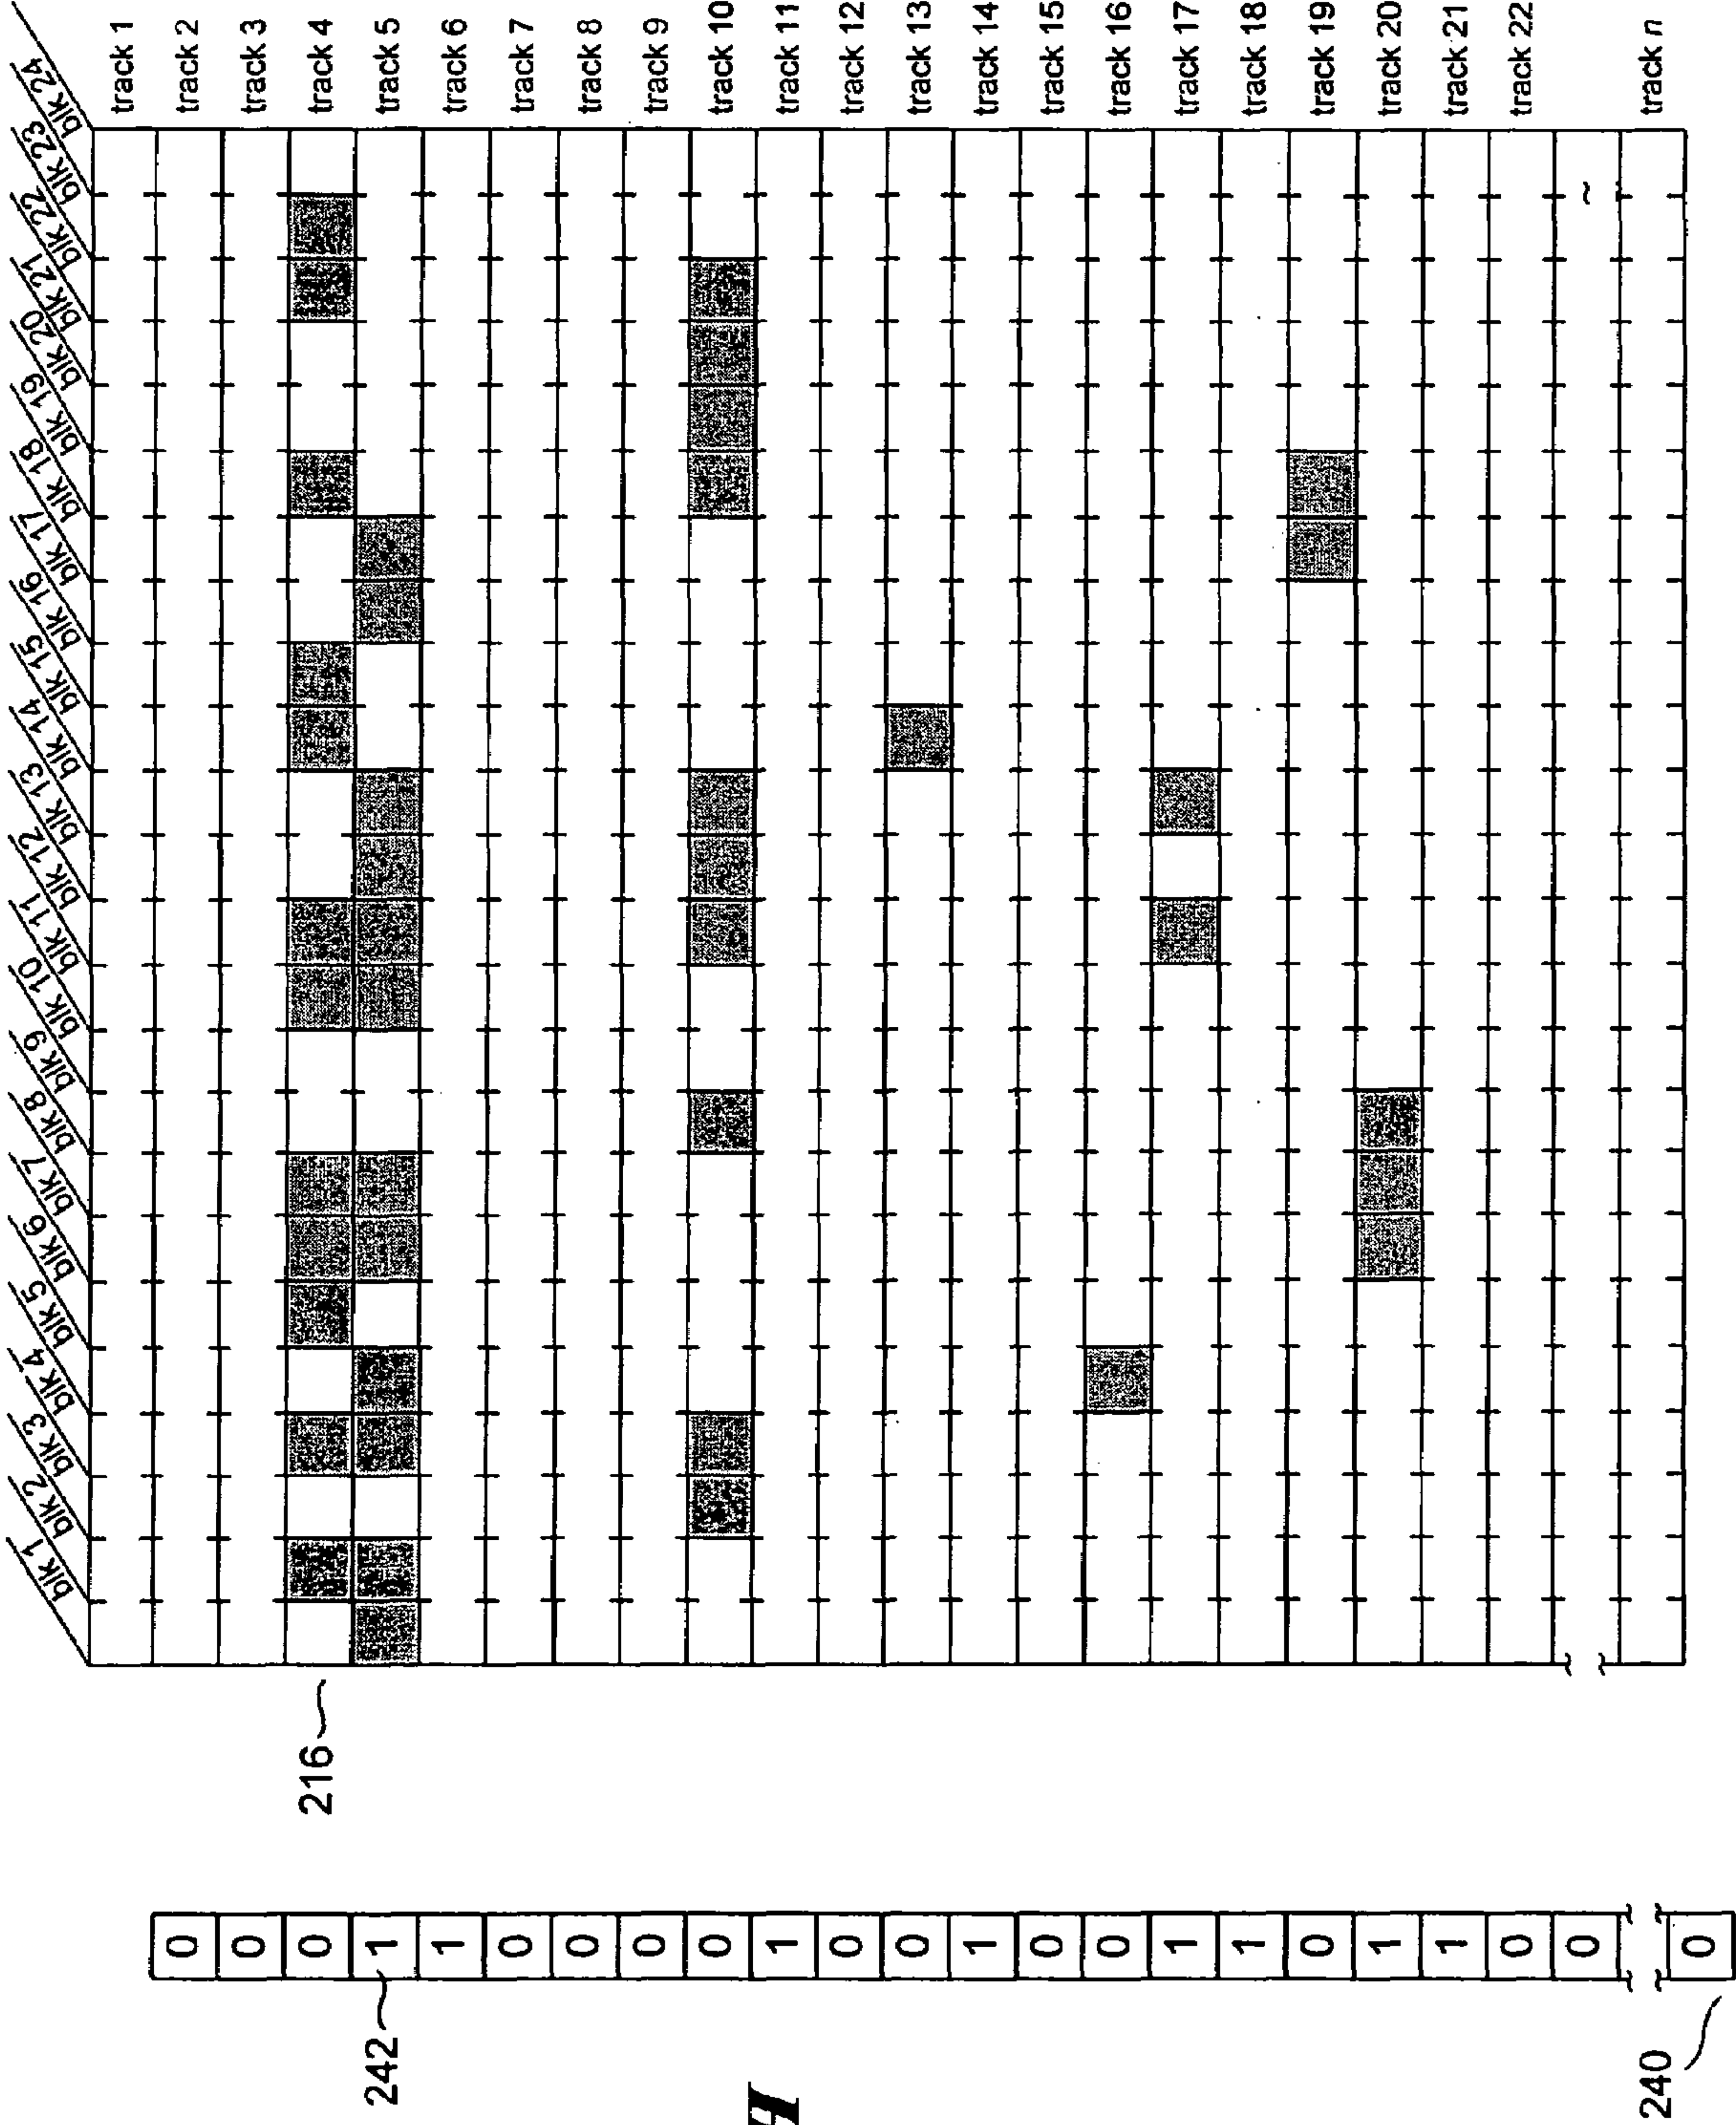 blk 1
blk 2
blk 3
blk 4
blk 5
blk 6
blk 7
blk 8
blk 9
blk 10
blk 11
blk 12
blk 13
blk 14
blk 15
blk 16
blk 17
blk 18
blk 19
blk 20
blk 21
blk 22
blk 23
blk 24
track 1
track 2
track 3
track 4
track 5
track 6
track 7
track 8
track 9
track 10
track 11
track 12
track 13
track 14
track 15
track 16
track 17
track 18
track 19
track 20
track 21
track 22
track n
216
0
0
0
1
1
0
0
0
0
1
0
0
1
0
0
1
1
0
1
1
0
0
0
242
240